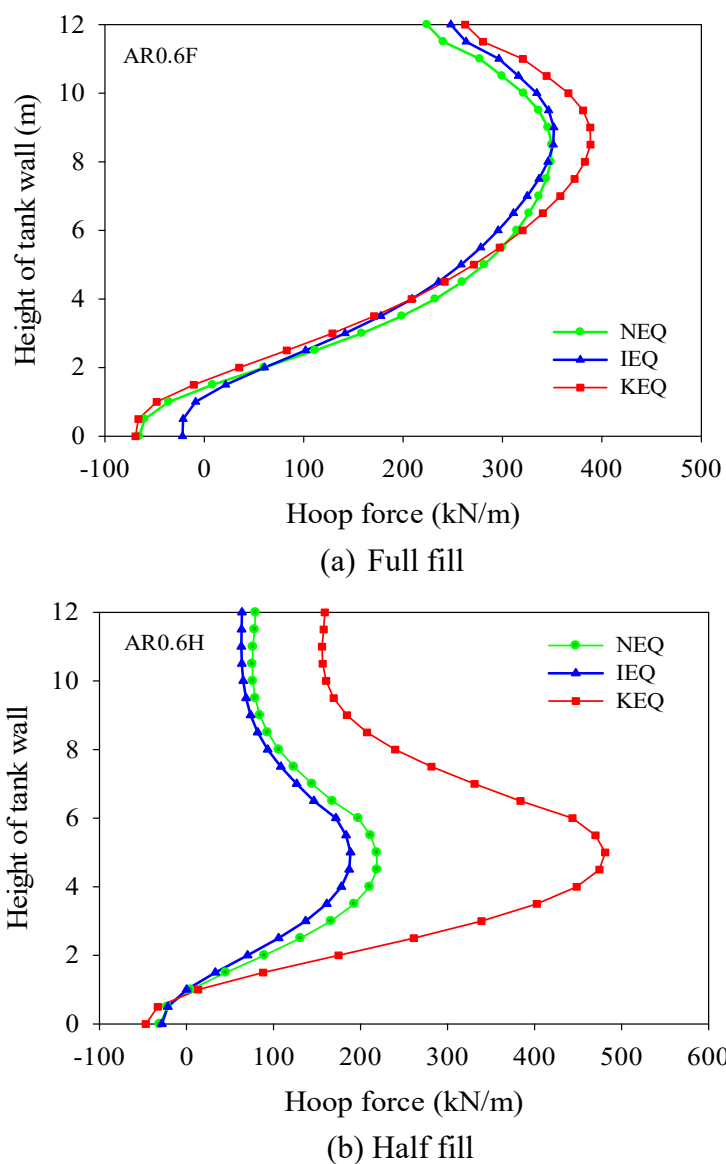 12
AR0.6F
10
8
6
4
2
0
Height of tank wall (m)
NEQ
IEQ
KEQ
-100 0 100 200 300 400 500
Hoop force (kN/m)
(a) Full fill
12
AR0.6H
10
8
6
4
2
0
Height of tank wall
NEQ
IEQ
KEQ
-100 0 100 200 300 400 500 600
Hoop force (kN/m)
(b) Half fill